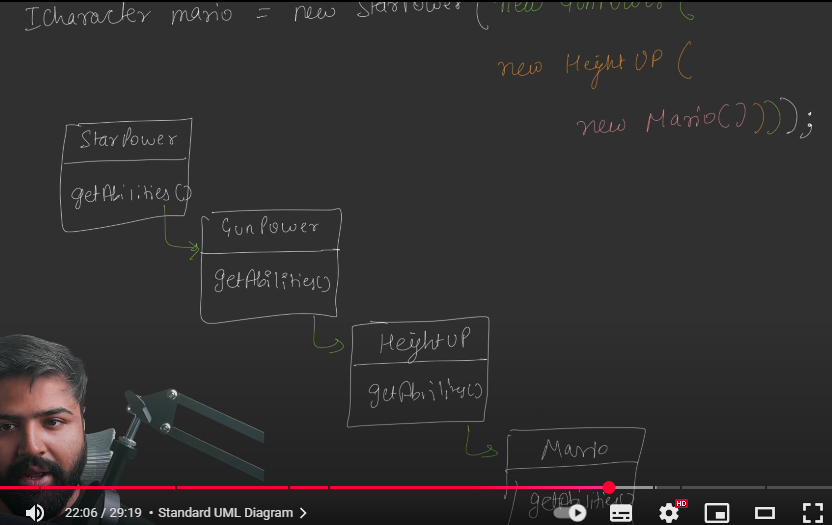 ICharacter mario = new StarPower( new GunPower (
new HeightUP (
new Mario())));
StarPower
getAbilities()
GunPower
getAbilities()
HeightUP
getAbilities()
Mario
getAbilities()
HD
22:06 / 29:19 • Standard UML Diagram >